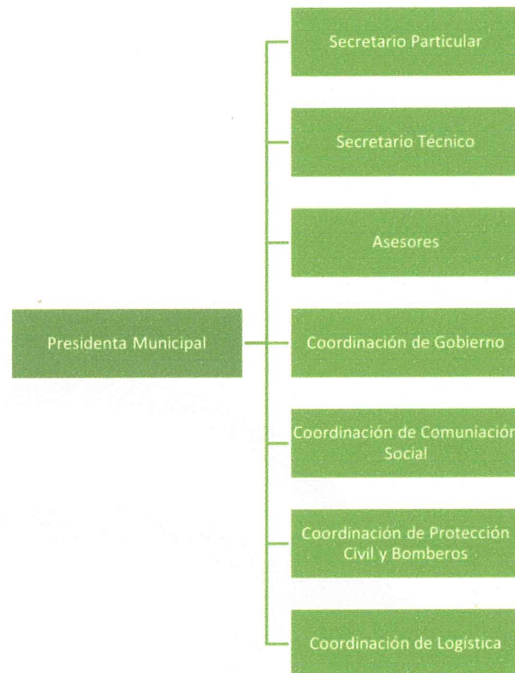 Secretario Particular
Secretario Técnico
Asesores
Presidenta Municipal
Coordinación de Gobierno
Coordinación de Comuniación
Social
Coordinación de Protección
Civil y Bomberos
Coordinación de Logística